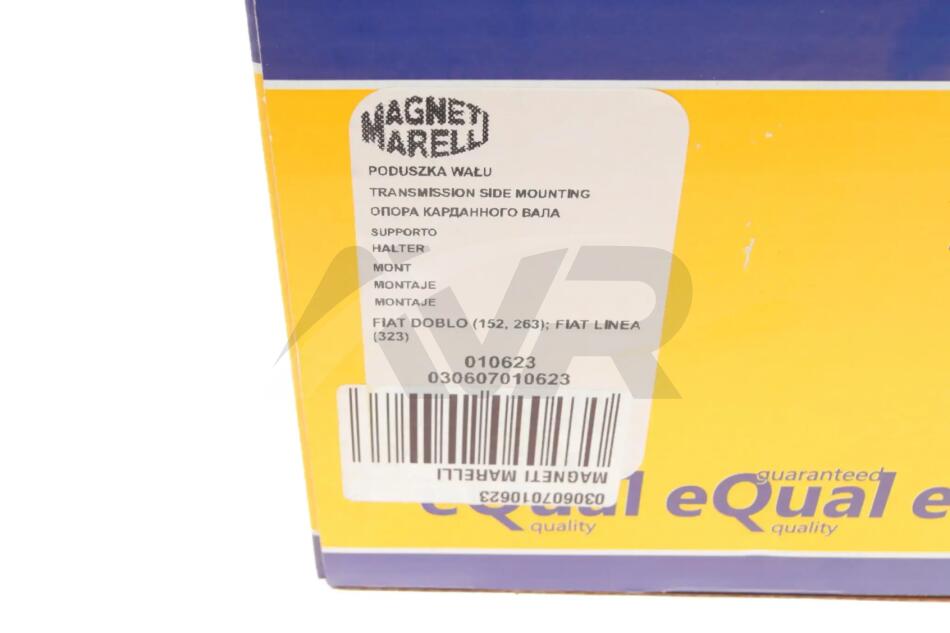 MAGNETI
MARELLI
PODUSZKA WAŁU
TRANSMISSION SIDE MOUNTING
ОПОРА КАРДАННОГО ВАЛА
SUPPORTO
HALTER
MONT
MONTAJE
MONTAJE
FIAT DOBLO (152, 263); FIAT LINEA
(323)
010623
030607010623
MAGNETI MARELLI
030607010623
guaranteed
eQual eQual e
quality quality
NR